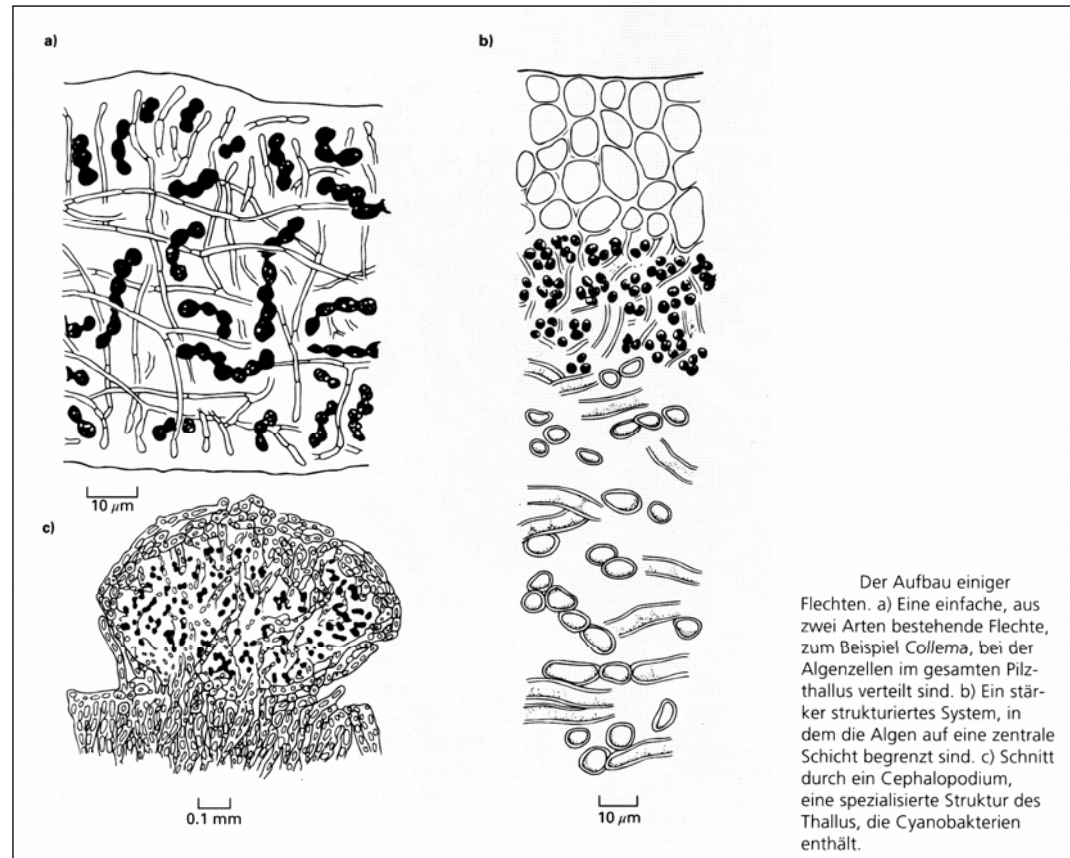 a)
b)
10 μm
c)
0.1 mm
10 μm
Der Aufbau einiger
Flechten. a) Eine einfache, aus
zwei Arten bestehende Flechte,
zum Beispiel Collema, bei der
Algenzellen im gesamten Pilz-
thallus verteilt sind. b) Ein stär-
ker strukturiertes System, in
dem die Algen auf eine zentrale
Schicht begrenzt sind. c) Schnitt
durch ein Cephalopodium,
eine spezialisierte Struktur des
Thallus, die Cyanobakterien
enthält.